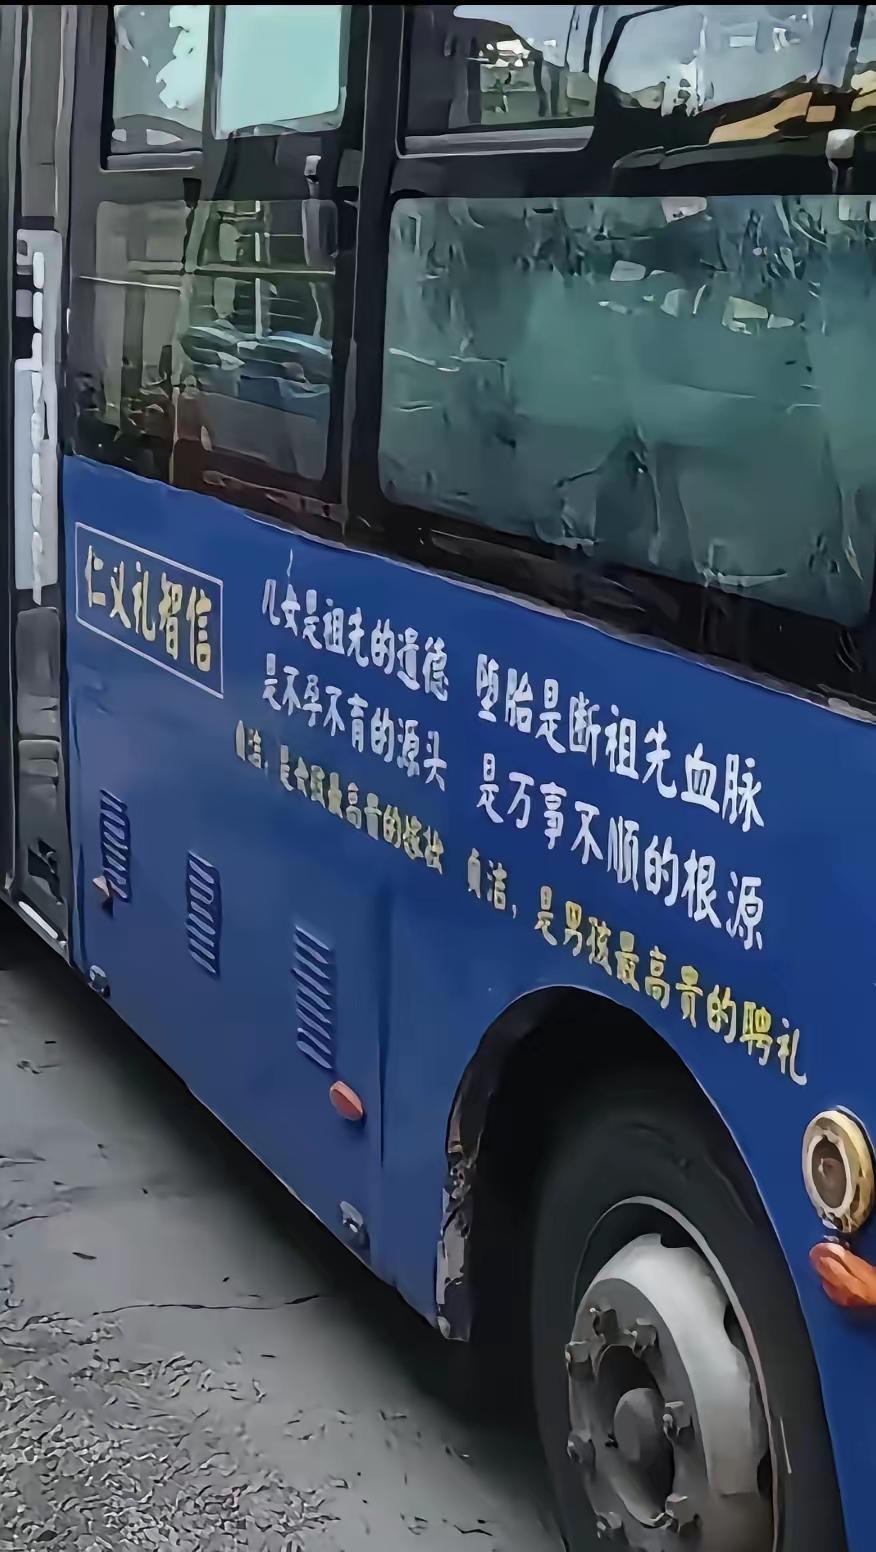 仁义礼智信
儿女是祖先的道德
是不孕不育的源头
贞洁，是女孩最高贵的嫁妆
堕胎是断祖先血脉
是万事不顺的根源
贞洁，是男孩最高贵的聘礼